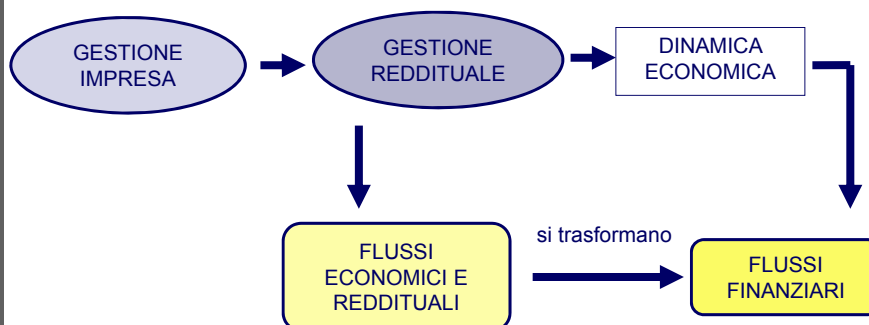 GESTIONE
IMPRESA
GESTIONE
REDDITUALE
DINAMICA
ECONOMICA
FLUSSI
ECONOMICI E
REDDITUALI
si trasformano
FLUSSI
FINANZIARI